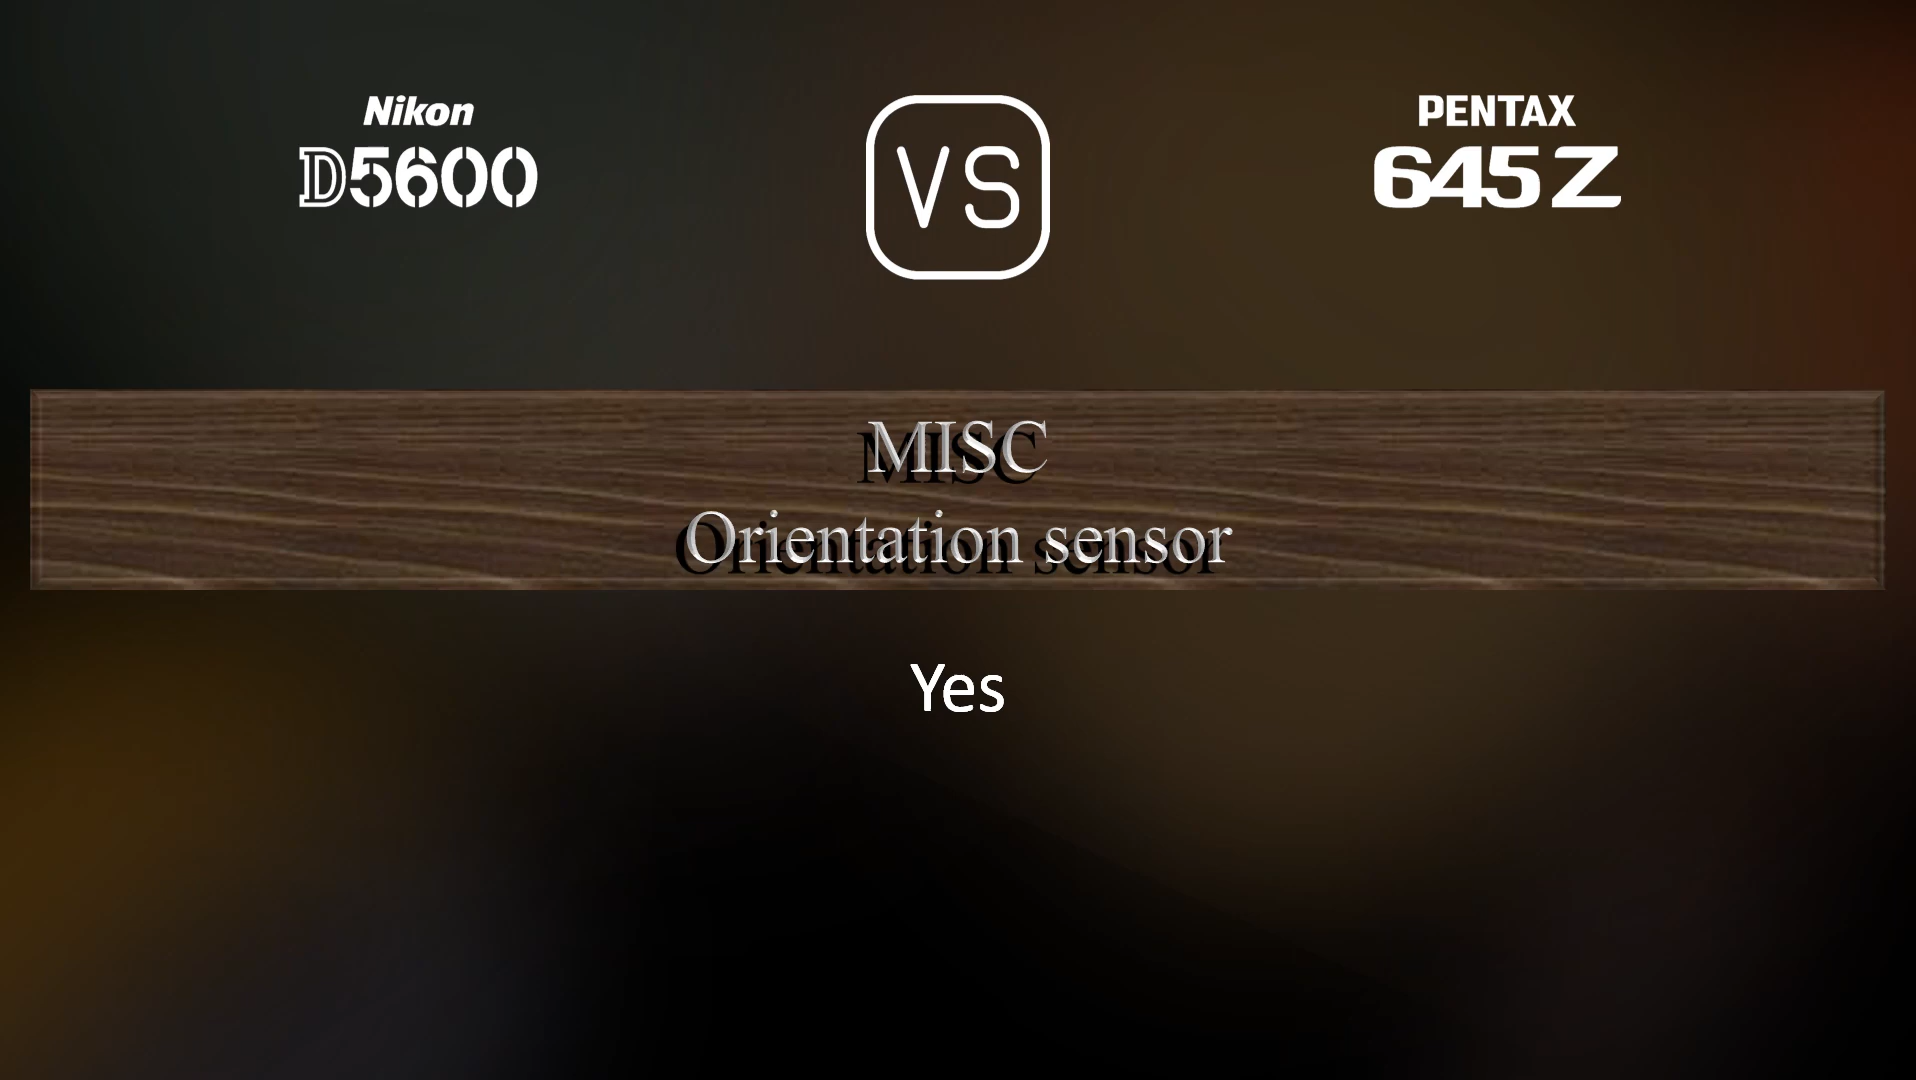 Nikon
D5600
VS
PENTAX
645Z
MISC
Orientation sensor
Yes